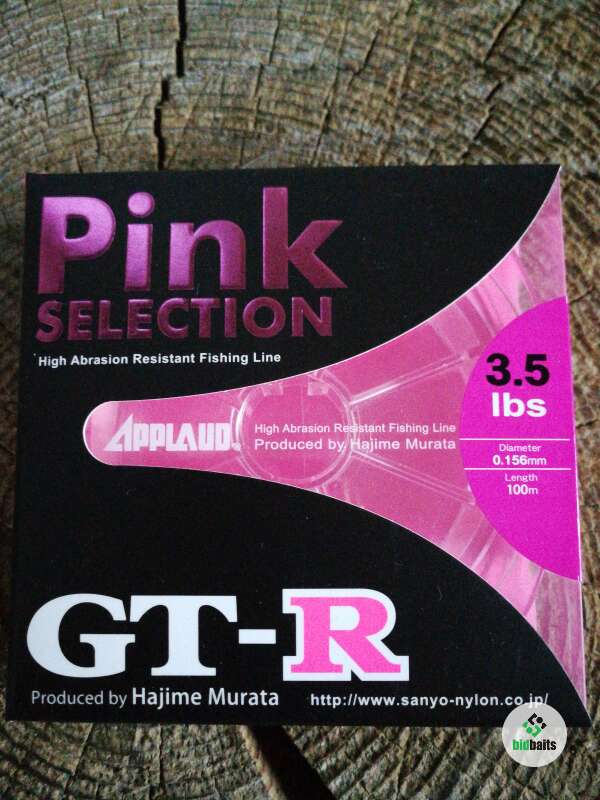 Pink
SELECTION
High Abrasion Resistant Fishing Line
3.5
lbs
Diameter
0.156mm
Length
100m
APPLAUD®
High Abrasion Resistant Fishing Line
Produced by Hajime Murata
GT-R
Produced by Hajime Murata
http://www.sanyo-nylon.co.jp/
bidbaits